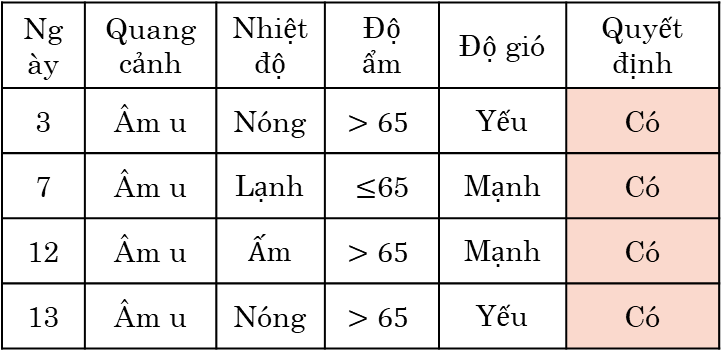 Ng ày | Quang cảnh | Nhiệt độ | Độ ẩm | Độ gió | Quyết định
3 | Âm u | Nóng | > 65 | Yếu | Có
7 | Âm u | Lạnh | ≤65 | Mạnh | Có
12 | Âm u | Ấm | > 65 | Mạnh | Có
13 | Âm u | Nóng | > 65 | Yếu | Có